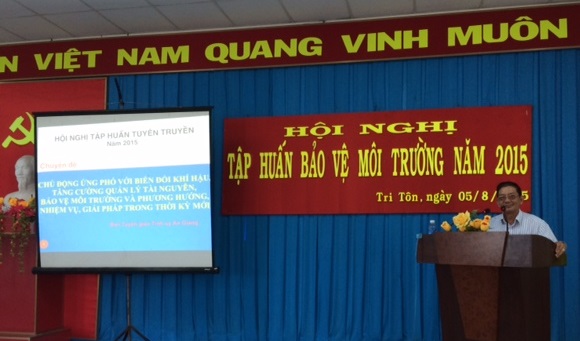 N VIỆT NAM QUANG VINH MUÔN
HỘI NGHỊ TẬP HUẤN TUYÊN TRUYỀN
Năm 2015
Chuyên đề
CHỦ ĐỘNG ỨNG PHÓ VỚI BIẾN ĐỔI KHÍ HẬU,
TĂNG CƯỜNG QUẢN LÝ TÀI NGUYÊN,
BẢO VỆ MÔI TRƯỜNG VÀ PHƯƠNG HƯỚNG,
NHIỆM VỤ, GIẢI PHÁP TRONG THỜI KỲ MỚI
HỘI NGHỊ
TẬP HUẤN BẢO VỆ MÔI TRƯỜNG NĂM 2015
Tri Tôn, ngày 05/8 5